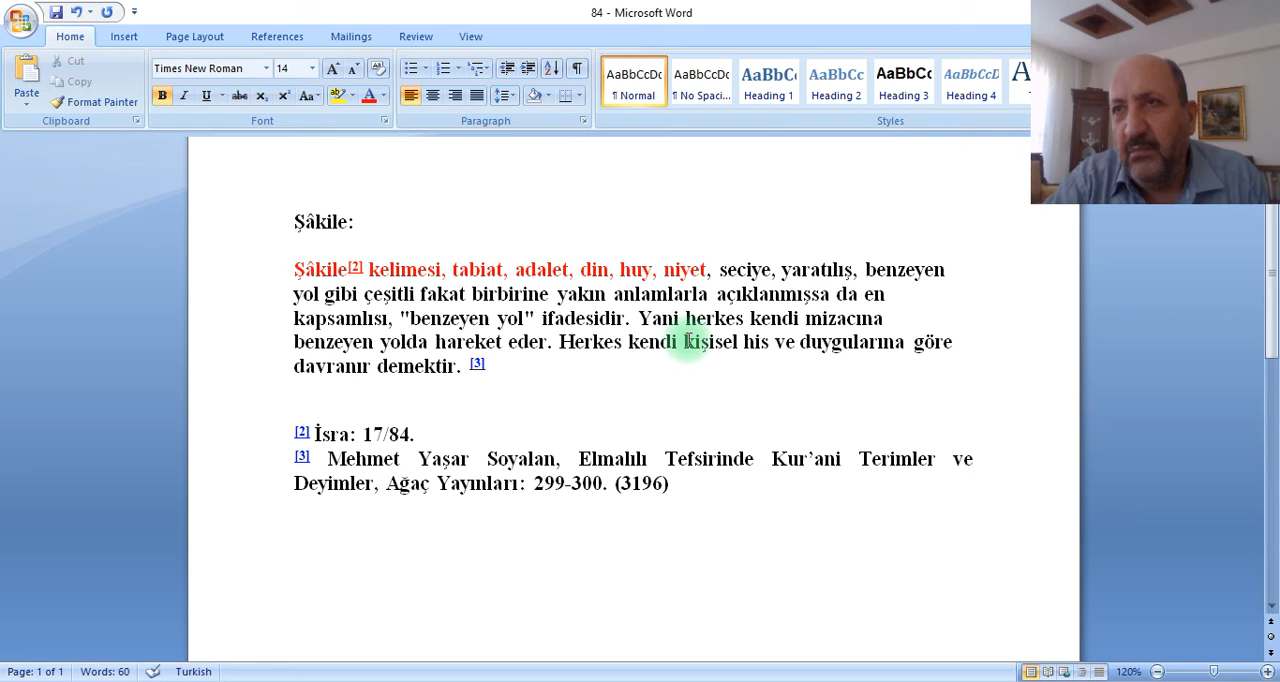 84 - Microsoft Word
Home Insert Page Layout References Mailings Review View
Paste
Cut
Copy
Format Painter
Clipboard
Times New Roman 14
B I U abc X₂ X² Aa
Font
Paragraph
AaBbCcDc AaBbCcDc AaBbCc AaBbCc AaBbCc AaBbCcD
¶ Normal ¶ No Spaci... Heading 1 Heading 2 Heading 3 Heading 4
Styles
Şâkile:
Şâkile[2] kelimesi, tabiat, adalet, din, huy, niyet, seciye, yaratılış, benzeyen
yol gibi çeşitli fakat birbirine yakın anlamlarla açıklanmışsa da en
kapsamlısı, "benzeyen yol" ifadesidir. Yani herkes kendi mizacına
benzeyen yolda hareket eder. Herkes kendi kişisel his ve duygularına göre
davranır demektir. [3]
[2] İsra: 17/84.
[3] Mehmet Yaşar Soyalan, Elmalılı Tefsirinde Kur’ani Terimler ve
Deyimler, Ağaç Yayınları: 299-300. (3196)
Page: 1 of 1 Words: 60 Turkish 120%